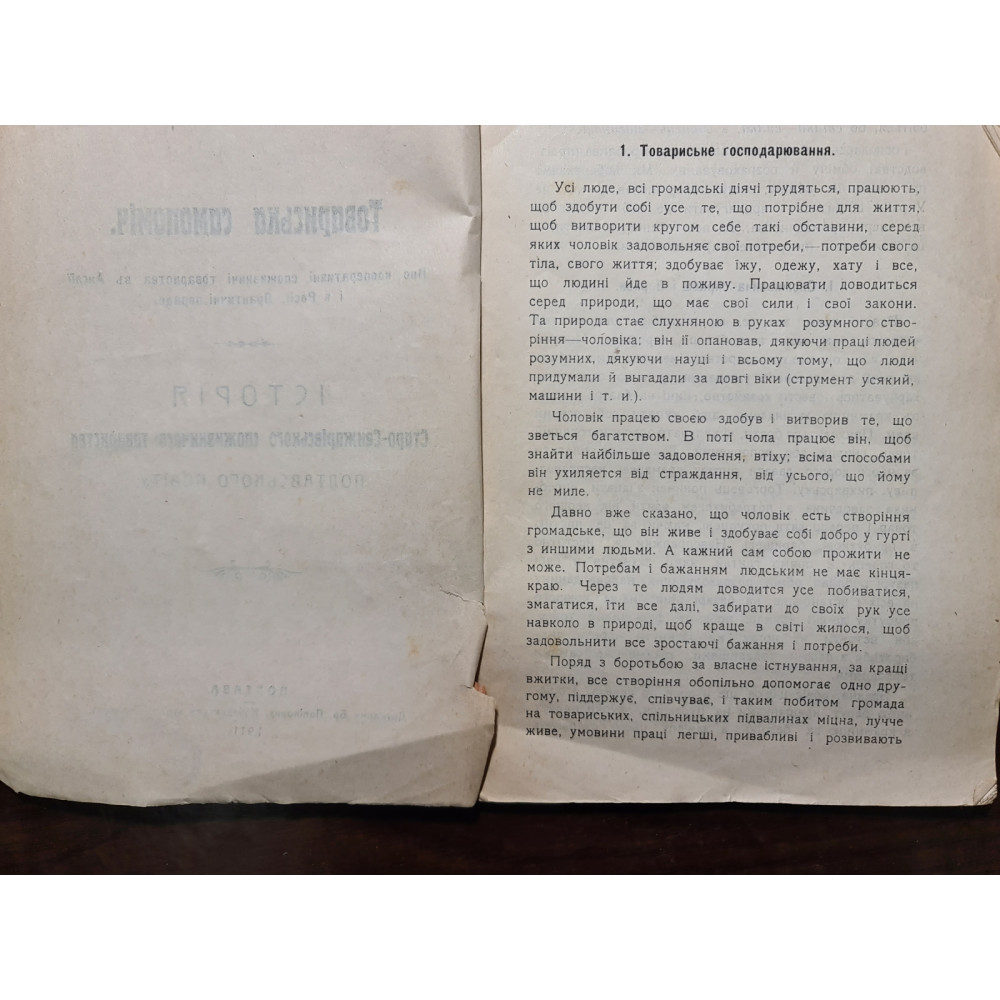 Товариська самопоміч.
ІСТОРІЯ
1. Товариське господарювання.
Усі люде, всі громадські діячі трудяться, працюють,
щоб здобути собі усе те, що потрібне для життя,
щоб витворити кругом себе такі обставини, серед
яких чоловік задовольняє свої потреби,—потреби свого
тіла, свого життя; здобуває їжу, одежу, хату і все,
що людині йде в поживу. Працювати доводиться
серед природи, що має свої сили і свої закони.
Та природа стає слухняною в руках розумного ство-
ріння—чоловіка; він її опановав, дякуючи праці людей
розумних, дякуючи науці і всьому тому, що люди
придумали й вигадали за довгі віки (струмент усякий,
машини і т. и.).
Чоловік працею своєю здобув і витворив те, що
зветься багатством. В поті чола працює він, щоб
знайти найбільше задоволення, втіху; всіма способами
він ухиляется від страждання, від усього, що йому
не миле.
Давно вже сказано, що чоловік есть створіння
громадське, що він живе і здобуває собі добро у гурті
з иншими людьми. А кажний сам собою прожити не
може. Потребам і бажанням людським не має кінця-
краю. Через те людям доводится усе побиватися,
змагатися, їти все далі, забирати до своїх рук усе
навколо в природі, щоб краще в світі жилося, щоб
задовольнити все зростаючі бажання і потреби.
Поряд з боротьбою за власне істнування, за кращі
вжитки, все створіння обопільно допомогає одно дру-
гому, піддержує, співчуває, і таким побитом громада
на товариських, спільницьких підвалинах міцна, лучче
живе, умовини праці легші, привабливі і розвивають